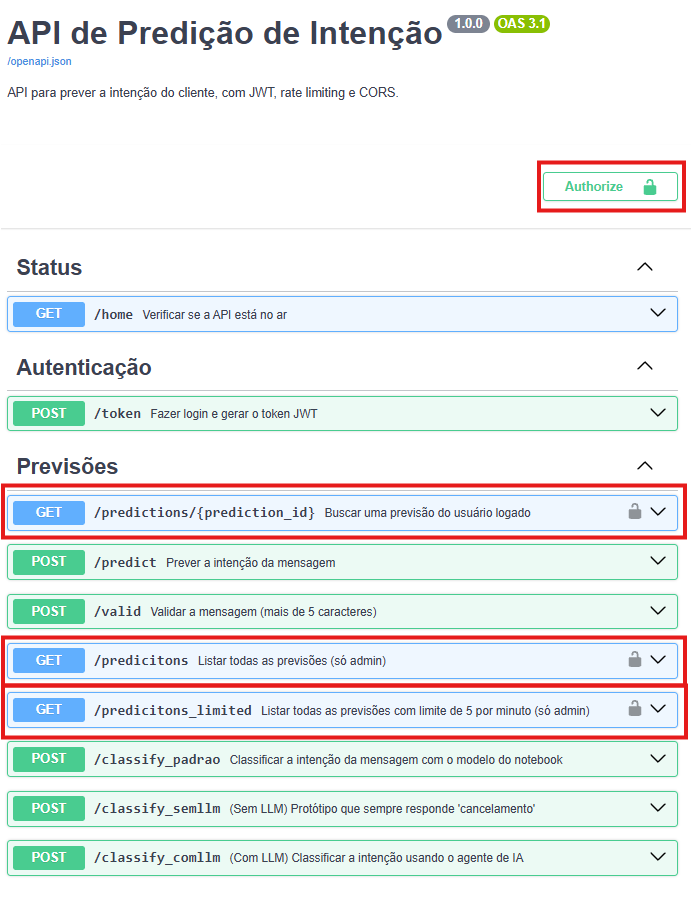 API de Predição de Intenção 1.0.0 OAS 3.1
/openapi.json
API para prever a intenção do cliente, com JWT, rate limiting e CORS.
Authorize
Status
GET /home Verificar se a API está no ar
Autenticação
POST /token Fazer login e gerar o token JWT
Previsões
GET /predictions/{prediction_id} Buscar uma previsão do usuário logado
POST /predict Prever a intenção da mensagem
POST /valid Validar a mensagem (mais de 5 caracteres)
GET /predicitons Listar todas as previsões (só admin)
GET /predicitons_limited Listar todas as previsões com limite de 5 por minuto (só admin)
POST /classify_padrao Classificar a intenção da mensagem com o modelo do notebook
POST /classify_semllm (Sem LLM) Protótipo que sempre responde 'cancelamento'
POST /classify_comllm (Com LLM) Classificar a intenção usando o agente de IA